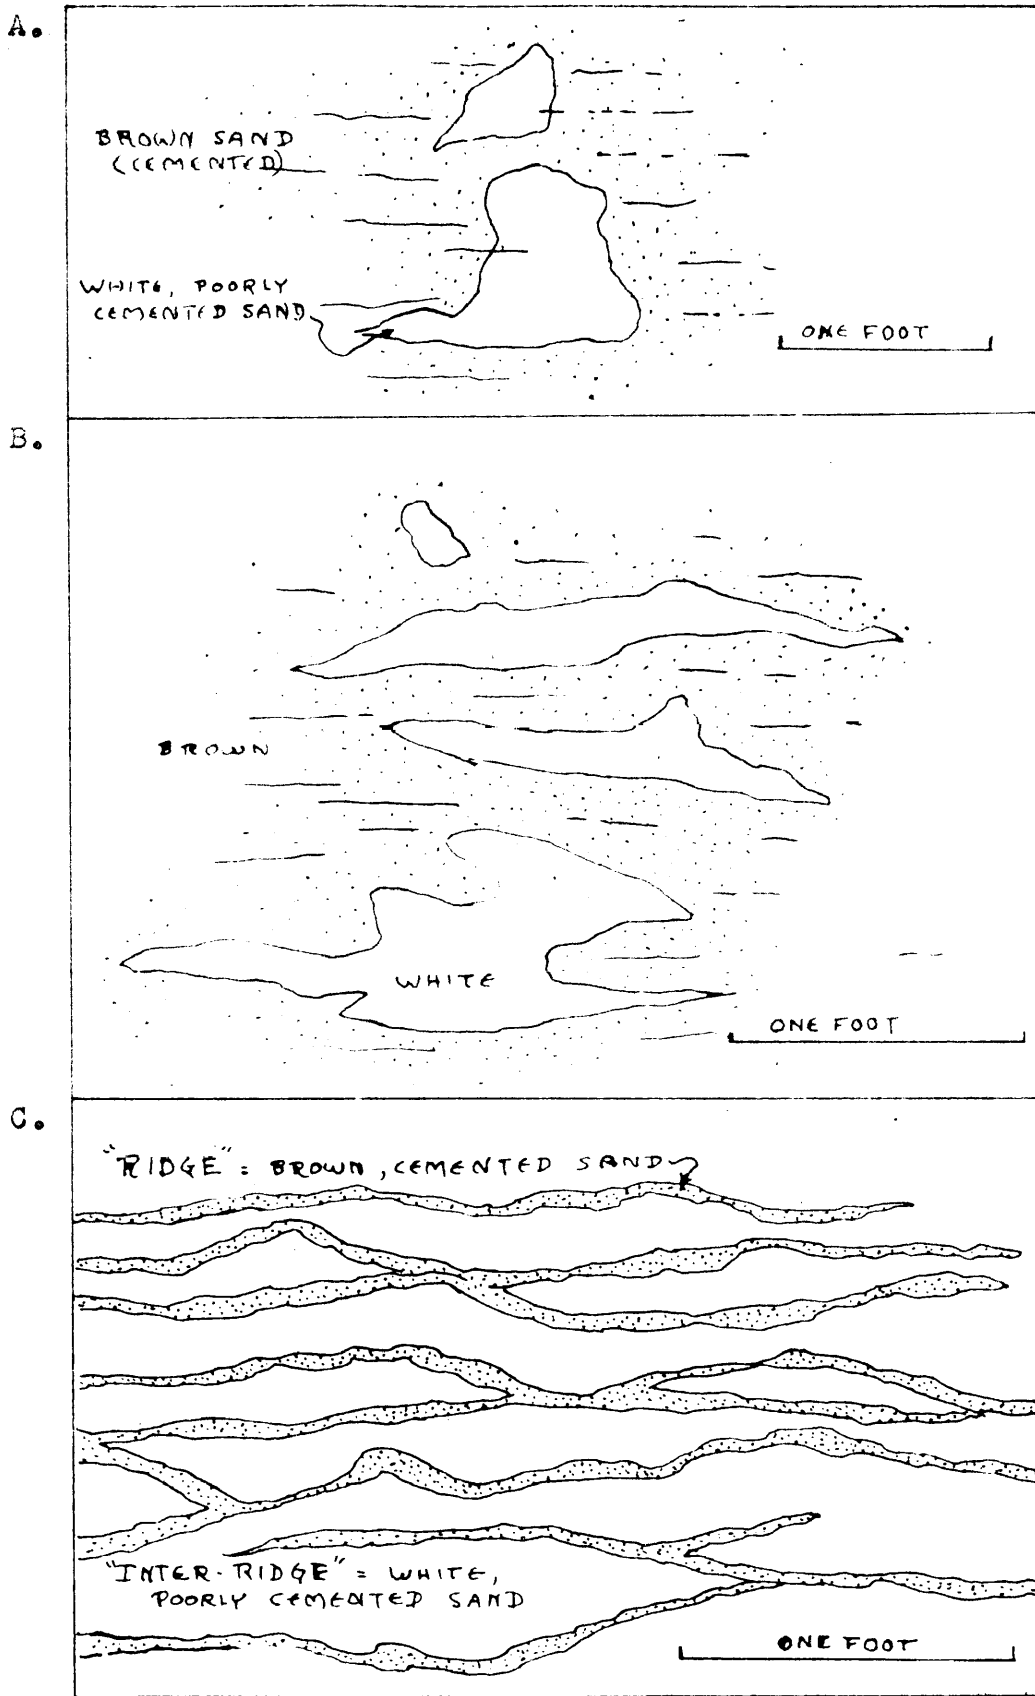 A.
BROWN SAND
(CEMENTED)
WHITE, POORLY
CEMENTED SAND
ONE FOOT
B.
BROWN
WHITE
ONE FOOT
C.
"RIDGE" = BROWN, CEMENTED SAND
"INTER-RIDGE" = WHITE,
POORLY CEMENTED SAND
ONE FOOT